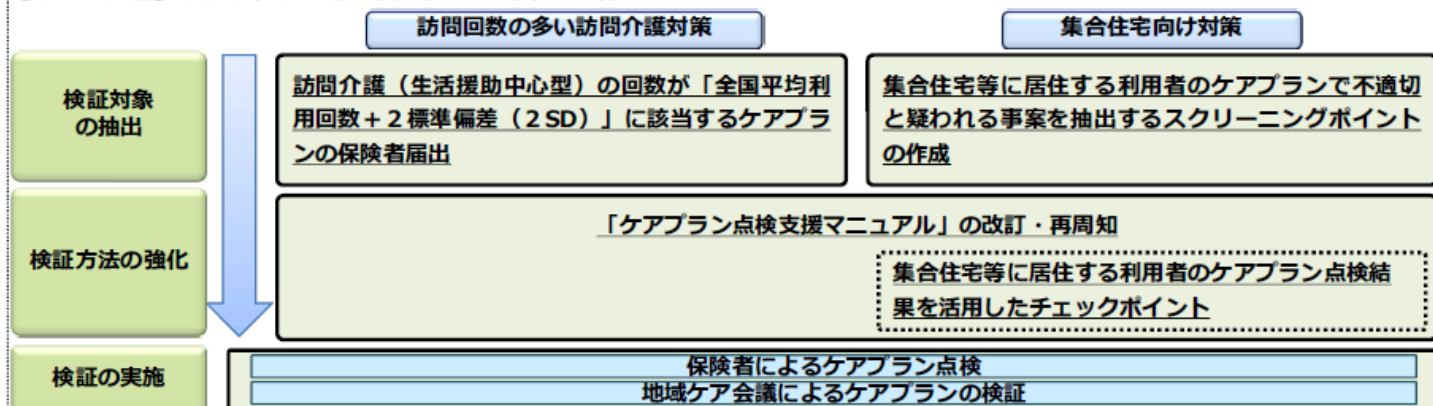 訪問回数の多い訪問介護対策
集合住宅向け対策
検証対象
の抽出
訪問介護(生活援助中心型)の回数が「全国平均利
用回数+2標準偏差(2SD)」に該当するケアプラ
ンの保険者届出
集合住宅等に居住する利用者のケアプランで不適切
と疑われる事案を抽出するスクリーニングポイント
の作成
検証方法の強化
「ケアプラン点検支援マニュアル」の改訂・再周知
集合住宅等に居住する利用者のケアプラン点検結
果を活用したチェックポイント
検証の実施
保険者によるケアプラン点検
地域ケア会議によるケアプランの検証